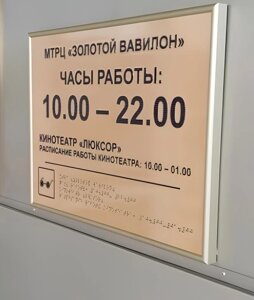 МТРЦ «ЗОЛОТОЙ ВАВИЛОН»
ЧАСЫ РАБОТЫ:
10.00 – 22.00
КИНОТЕАТР «ЛЮКСОР»
РАСПИСАНИЕ РАБОТЫ КИНОТЕАТРА: 10.00 – 01.00